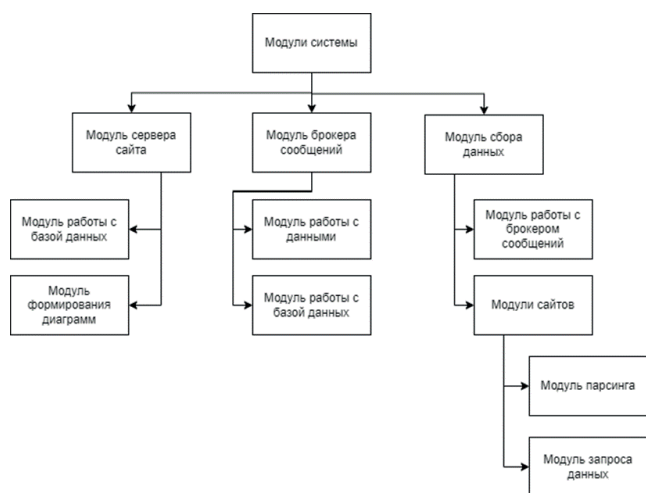 Модули системы
Модуль сервера
сайта
Модуль брокера
сообщений
Модуль сбора
данных
Модуль работы с
базой данных
Модуль работы с
данными
Модуль работы с
брокером
сообщений
Модуль
формирования
диаграмм
Модуль работы с
базой данных
Модули сайтов
Модуль парсинга
Модуль запроса
данных